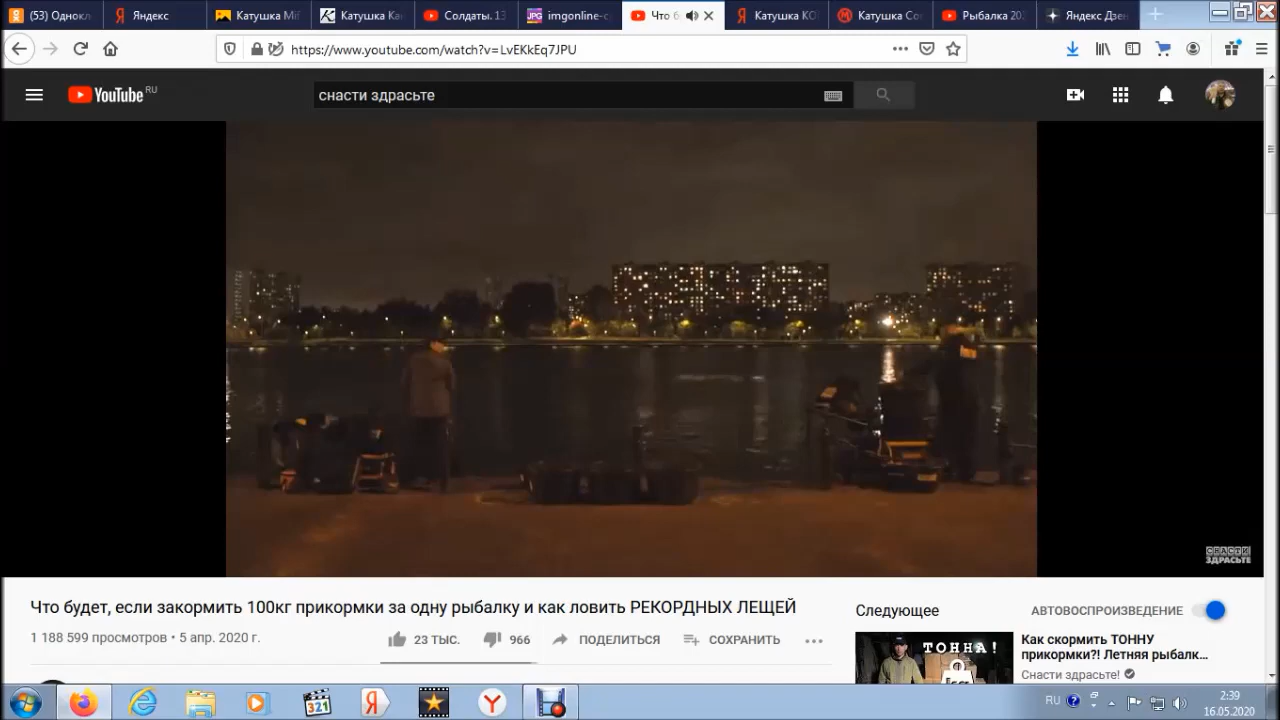 (53) Однокл
Яндекс
Катушка Mif
Катушка Ка
Солдаты. 13
imgonline-c
Что б
Катушка КО
Катушка Со
Рыбалка 202
Яндекс Дзен
https://www.youtube.com/watch?v=LvEKkEq7JPU
YouTube RU
снасти здрасьте
СНАСТИ
ЗДРАСЬТЕ
Что будет, если закормить 100кг прикормки за одну рыбалку и как ловить РЕКОРДНЫХ ЛЕЩЕЙ
1 188 599 просмотров • 5 апр. 2020 г.
23 ТЫС.
966
ПОДЕЛИТЬСЯ
СОХРАНИТЬ
Следующее
АВТОВОСПРОИЗВЕДЕНИЕ
ТОННА!
Как скормить ТОННУ
прикормки?! Летняя рыбалк...
Снасти здрасьте!
321
RU
2:39
16.05.2020